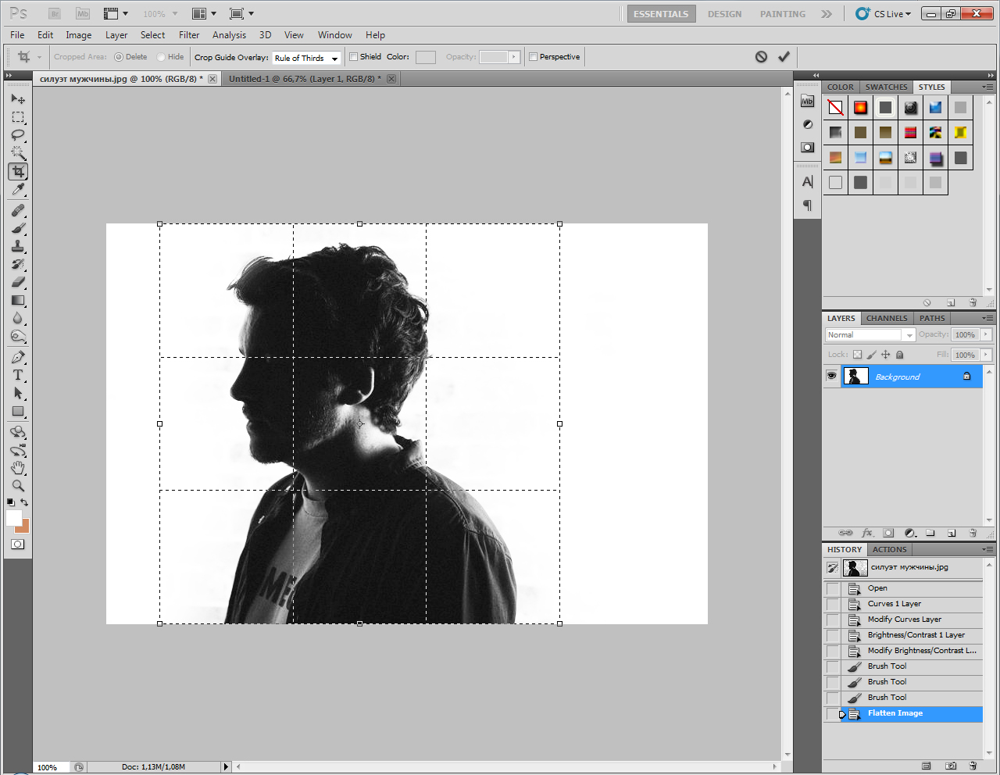 Ps Br Mb 100% ESSENTIALS DESIGN PAINTING CS Live
File Edit Image Layer Select Filter Analysis 3D View Window Help
Cropped Area: Delete Hide Crop Guide Overlay: Rule of Thirds Shield Color: Opacity: Perspective
силуэт мужчины.jpg @ 100% (RGB/8) * Untitled-1 @ 66,7% (Layer 1, RGB/8) *
COLOR SWATCHES STYLES
Mb
A
LAYERS CHANNELS PATHS
Normal Opacity: 100%
Lock: Fill: 100%
Background
T
HISTORY ACTIONS
силуэт мужчины.jpg
Open
Curves 1 Layer
Modify Curves Layer
Brightness/Contrast 1 Layer
Modify Brightness/Contrast L...
Brush Tool
Brush Tool
Brush Tool
Flatten Image
fx
100% Doc: 1,13M/1,08M